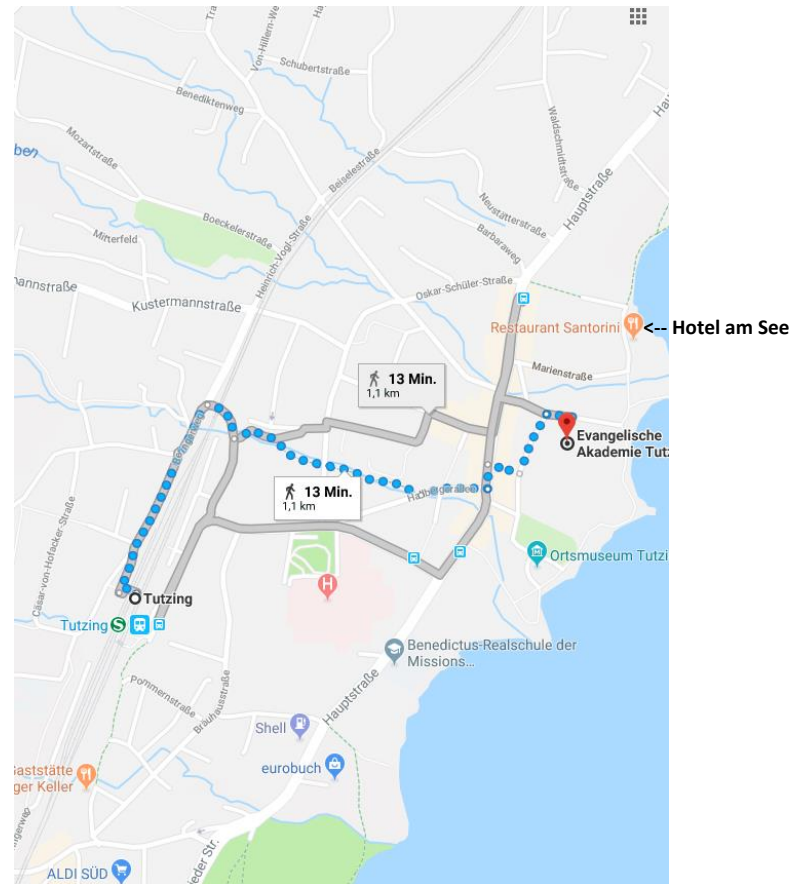 Schubertstraße
Benediktenweg
Mozartstraße
Waldschmidtstraße
Hauptstraße
Beiselestraße
Neustätterstraße
Boeckelerstraße
Barbaraweg
Mitterfeld
Heinrich-Vogl-Straße
Oskar-Schüler-Straße
Kustermannstraße
Restaurant Santorini
<-- Hotel am See
Marienstraße
13 Min.
1,1 km
Evangelische
Akademie Tutz
13 Min.
1,1 km
Cäsar-von-Hofacker-Straße
H
Ortsmuseum Tutzi
Tutzing
Tutzing S
Benedictus-Realschule der
Missions...
Pommernstraße
Bräuhausstraße
Hauptstraße
Shell
eurobuch
Gaststätte
ger Keller
ALDI SÜD